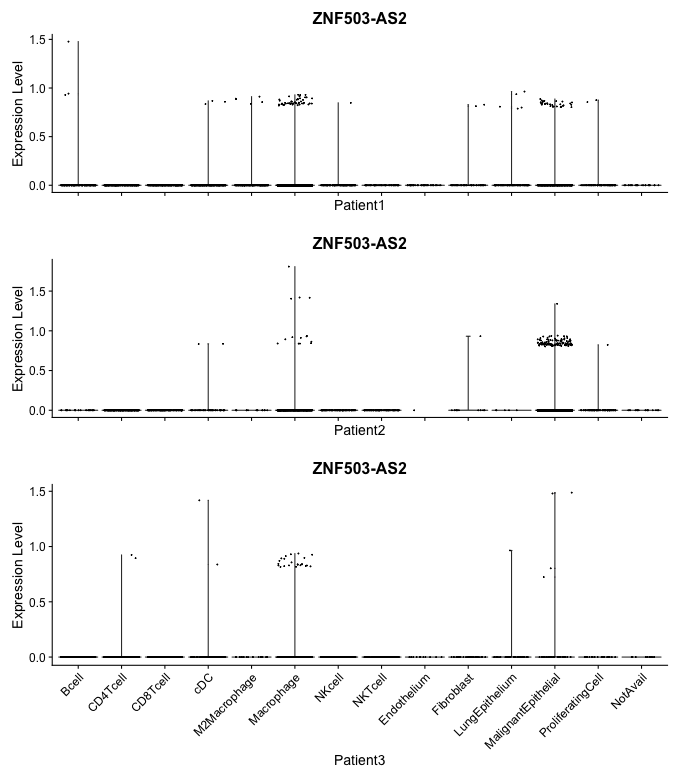 ZNF503-AS2
Expression Level
1.5
1.0
0.5
0.0
Patient1
ZNF503-AS2
Expression Level
1.5
1.0
0.5
0.0
Patient2
ZNF503-AS2
Expression Level
1.5
1.0
0.5
0.0
Bcell
CD4Tcell
CD8Tcell
cDC
M2Macrophage
Macrophage
NKcell
NKTcell
Endothelium
Fibroblast
LungEpithelium
MalignantEpithelial
ProliferatingCell
NotAvail
Patient3